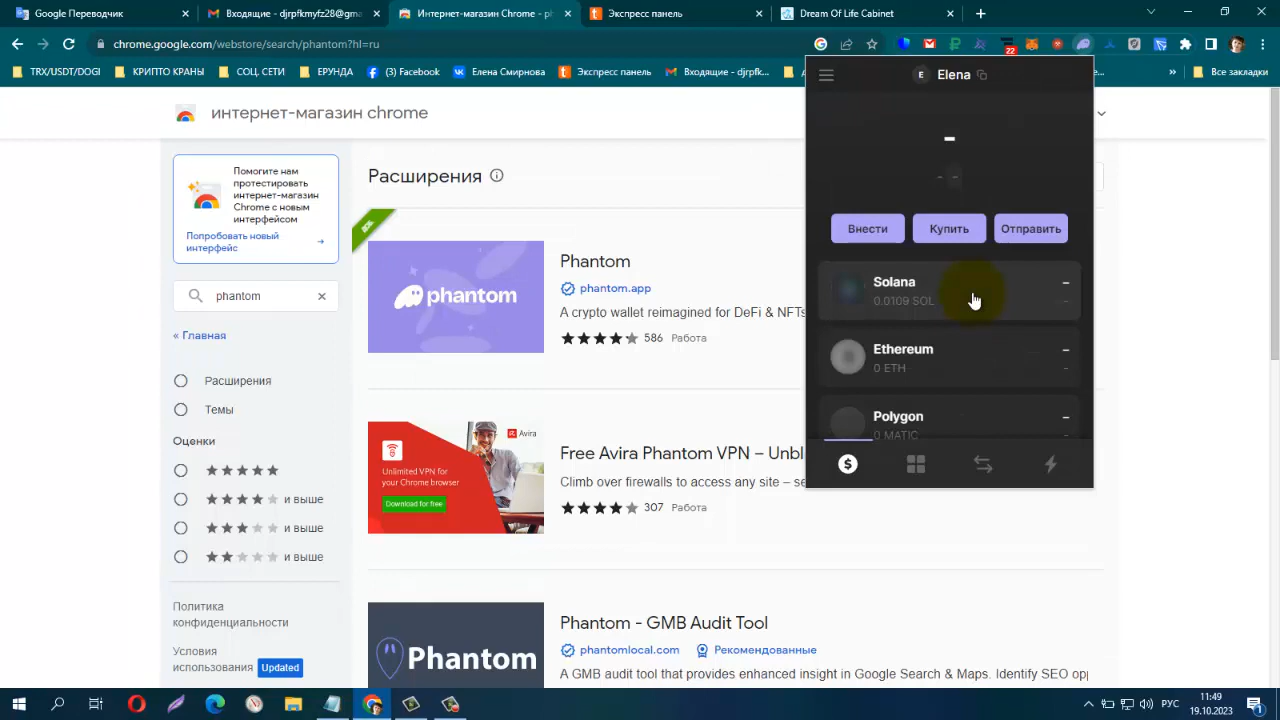 Google Переводчик
Входящие – djrpfkmyfz28@gm
Интернет-магазин Chrome - ph
Экспресс панель
Dream Of Life Cabinet
chrome.google.com/webstore/search/phantom?hl=ru
22
TRX/USDT/DOGI
КРИПТО КРАНЫ
СОЦ. СЕТИ
ЕРУНДА
(3) Facebook
Елена Смирнова
Экспресс панель
Входящие – djrpfk...
»
Все закладки
интернет-магазин chrome
Помогите нам
протестировать
интернет-магазин
Chrome с новым
интерфейсом
Попробовать новый
интерфейс
phantom
« Главная
Расширения
Темы
Оценки
и выше
и выше
и выше
Политика
конфиденциальности
Условия
использования
Updated
Расширения
phantom
Phantom
phantom.app
A crypto wallet reimagined for DeFi & NFTs
586
Работа
Avira
Unlimited VPN for
your Chrome browser
Download for free
Free Avira Phantom VPN – Unbl
Climb over firewalls to access any site – se
307
Работа
Phantom
Phantom - GMB Audit Tool
phantomlocal.com
Рекомендованные
A GMB audit tool that provides enhanced insight in Google Search & Maps. Identify SEO opp
E
Elena
-
Внести
Купить
Отправить
Solana
0.0109 SOL
–
Ethereum
0 ETH
–
Polygon
0 MATIC
–
РУС
11:49
19.10.2023